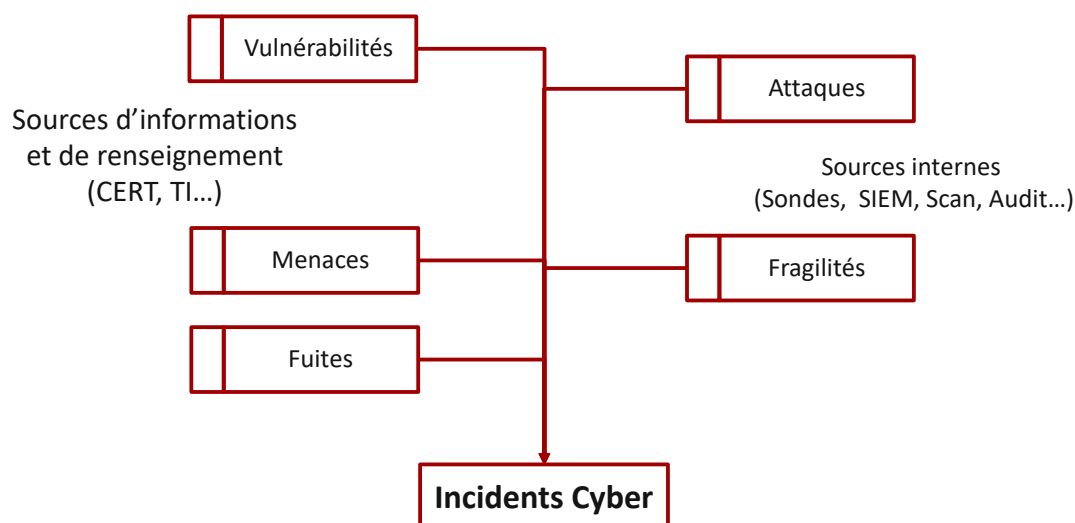 Vulnérabilités
Attaques
Sources d’informations
et de renseignement
(CERT, TI…)
Sources internes
(Sondes, SIEM, Scan, Audit…)
Menaces
Fragilités
Fuites
Incidents Cyber